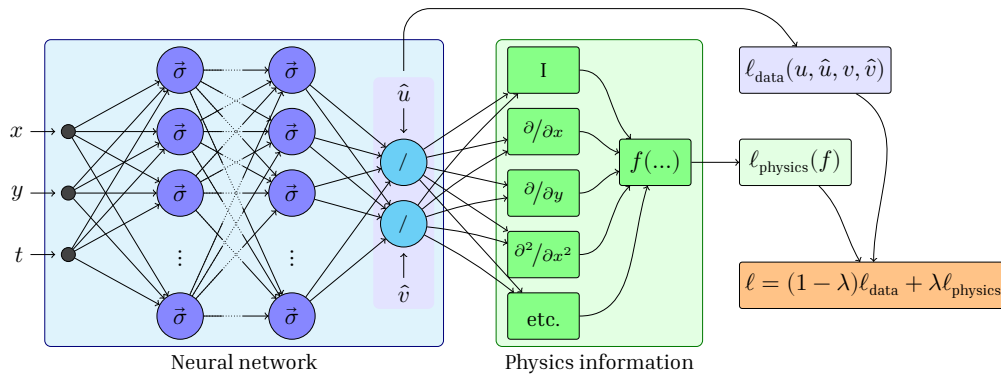 x
y
t
σ⃗
σ⃗
σ⃗
⋮
σ⃗
σ⃗
σ⃗
σ⃗
⋮
σ⃗
û
/
/
v̂
Neural network
I
∂/∂x
∂/∂y
∂²/∂x²
etc.
f(...)
Physics information
ℓ_data(u, û, v, v̂)
ℓ_physics(f)
ℓ = (1 − λ)ℓ_data + λℓ_physics